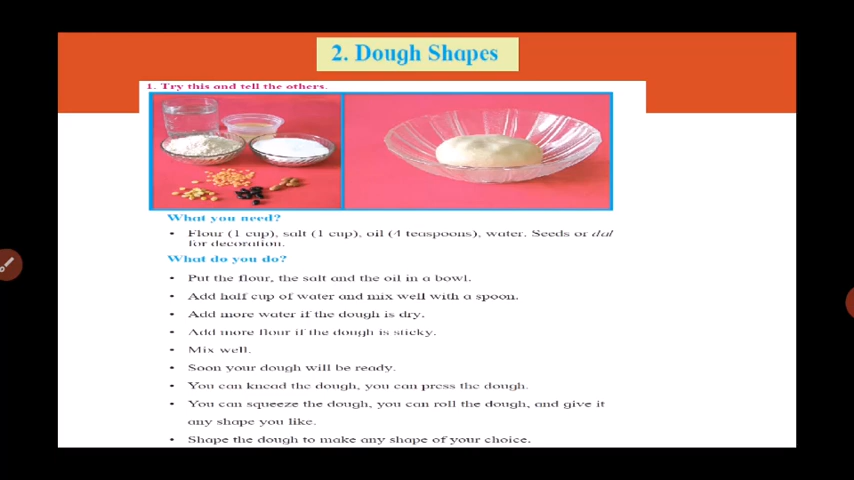 2. Dough Shapes
1. Try this and tell the others.
What you need?
• Flour (1 cup), salt (1 cup), oil (4 teaspoons), water. Seeds or dal
for decoration.
What do you do?
• Put the flour, the salt and the oil in a bowl.
• Add half cup of water and mix well with a spoon.
• Add more water if the dough is dry.
• Add more flour if the dough is sticky.
• Mix well.
• Soon your dough will be ready.
• You can knead the dough, you can press the dough.
• You can squeeze the dough, you can roll the dough, and give it
any shape you like.
• Shape the dough to make any shape of your choice.